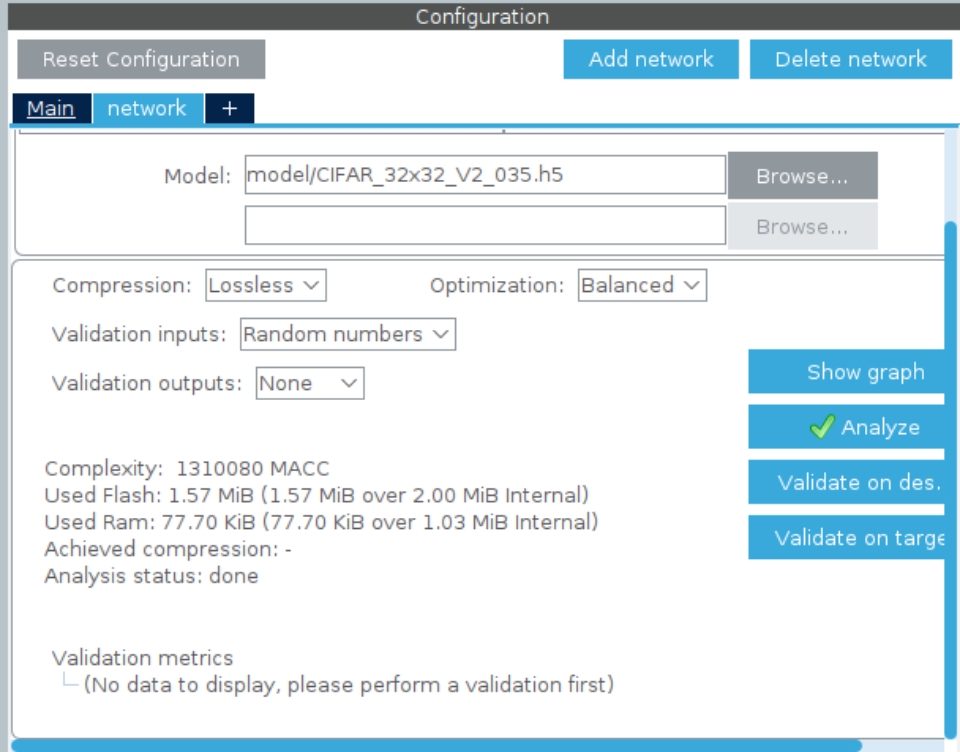 Configuration
Reset Configuration Add network Delete network
Main network +
Model: model/CIFAR_32x32_V2_035.h5 Browse...
Browse...
Compression: Lossless Optimization: Balanced
Validation inputs: Random numbers
Validation outputs: None
Show graph
Analyze
Validate on des.
Validate on targe
Complexity: 1310080 MACC
Used Flash: 1.57 MiB (1.57 MiB over 2.00 MiB Internal)
Used Ram: 77.70 KiB (77.70 KiB over 1.03 MiB Internal)
Achieved compression: -
Analysis status: done
Validation metrics
(No data to display, please perform a validation first)